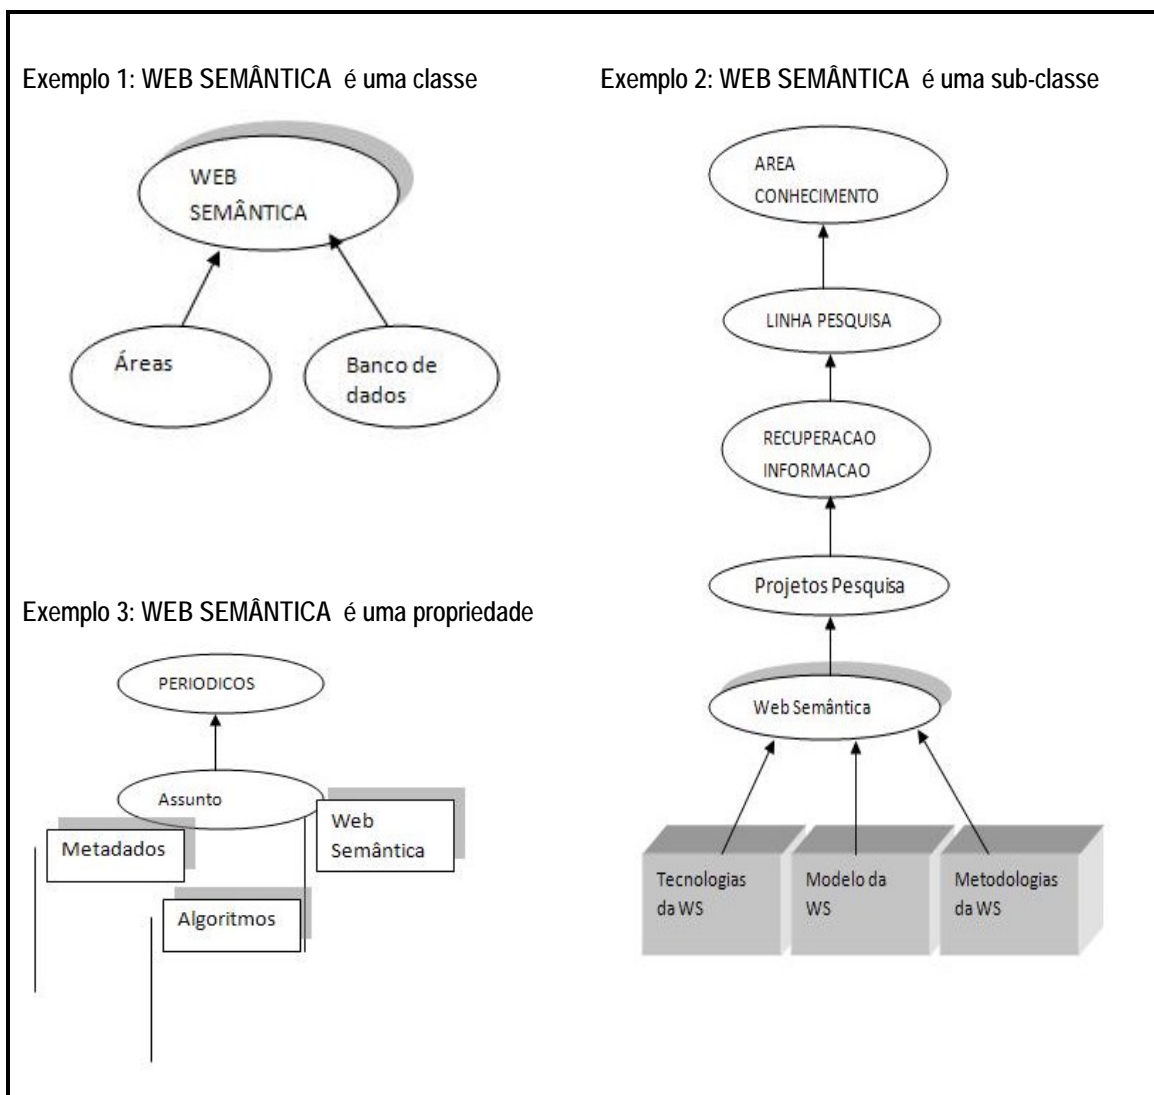 Exemplo 1: WEB SEMÂNTICA é uma classe
WEB
SEMÂNTICA
Áreas
Banco de
dados
Exemplo 2: WEB SEMÂNTICA é uma sub-classe
AREA
CONHECIMENTO
LINHA PESQUISA
RECUPERACAO
INFORMACAO
Projetos Pesquisa
Web Semântica
Tecnologias
da WS
Modelo da
WS
Metodologias
da WS
Exemplo 3: WEB SEMÂNTICA é uma propriedade
PERIODICOS
Assunto
Web
Semântica
Metadados
Algoritmos